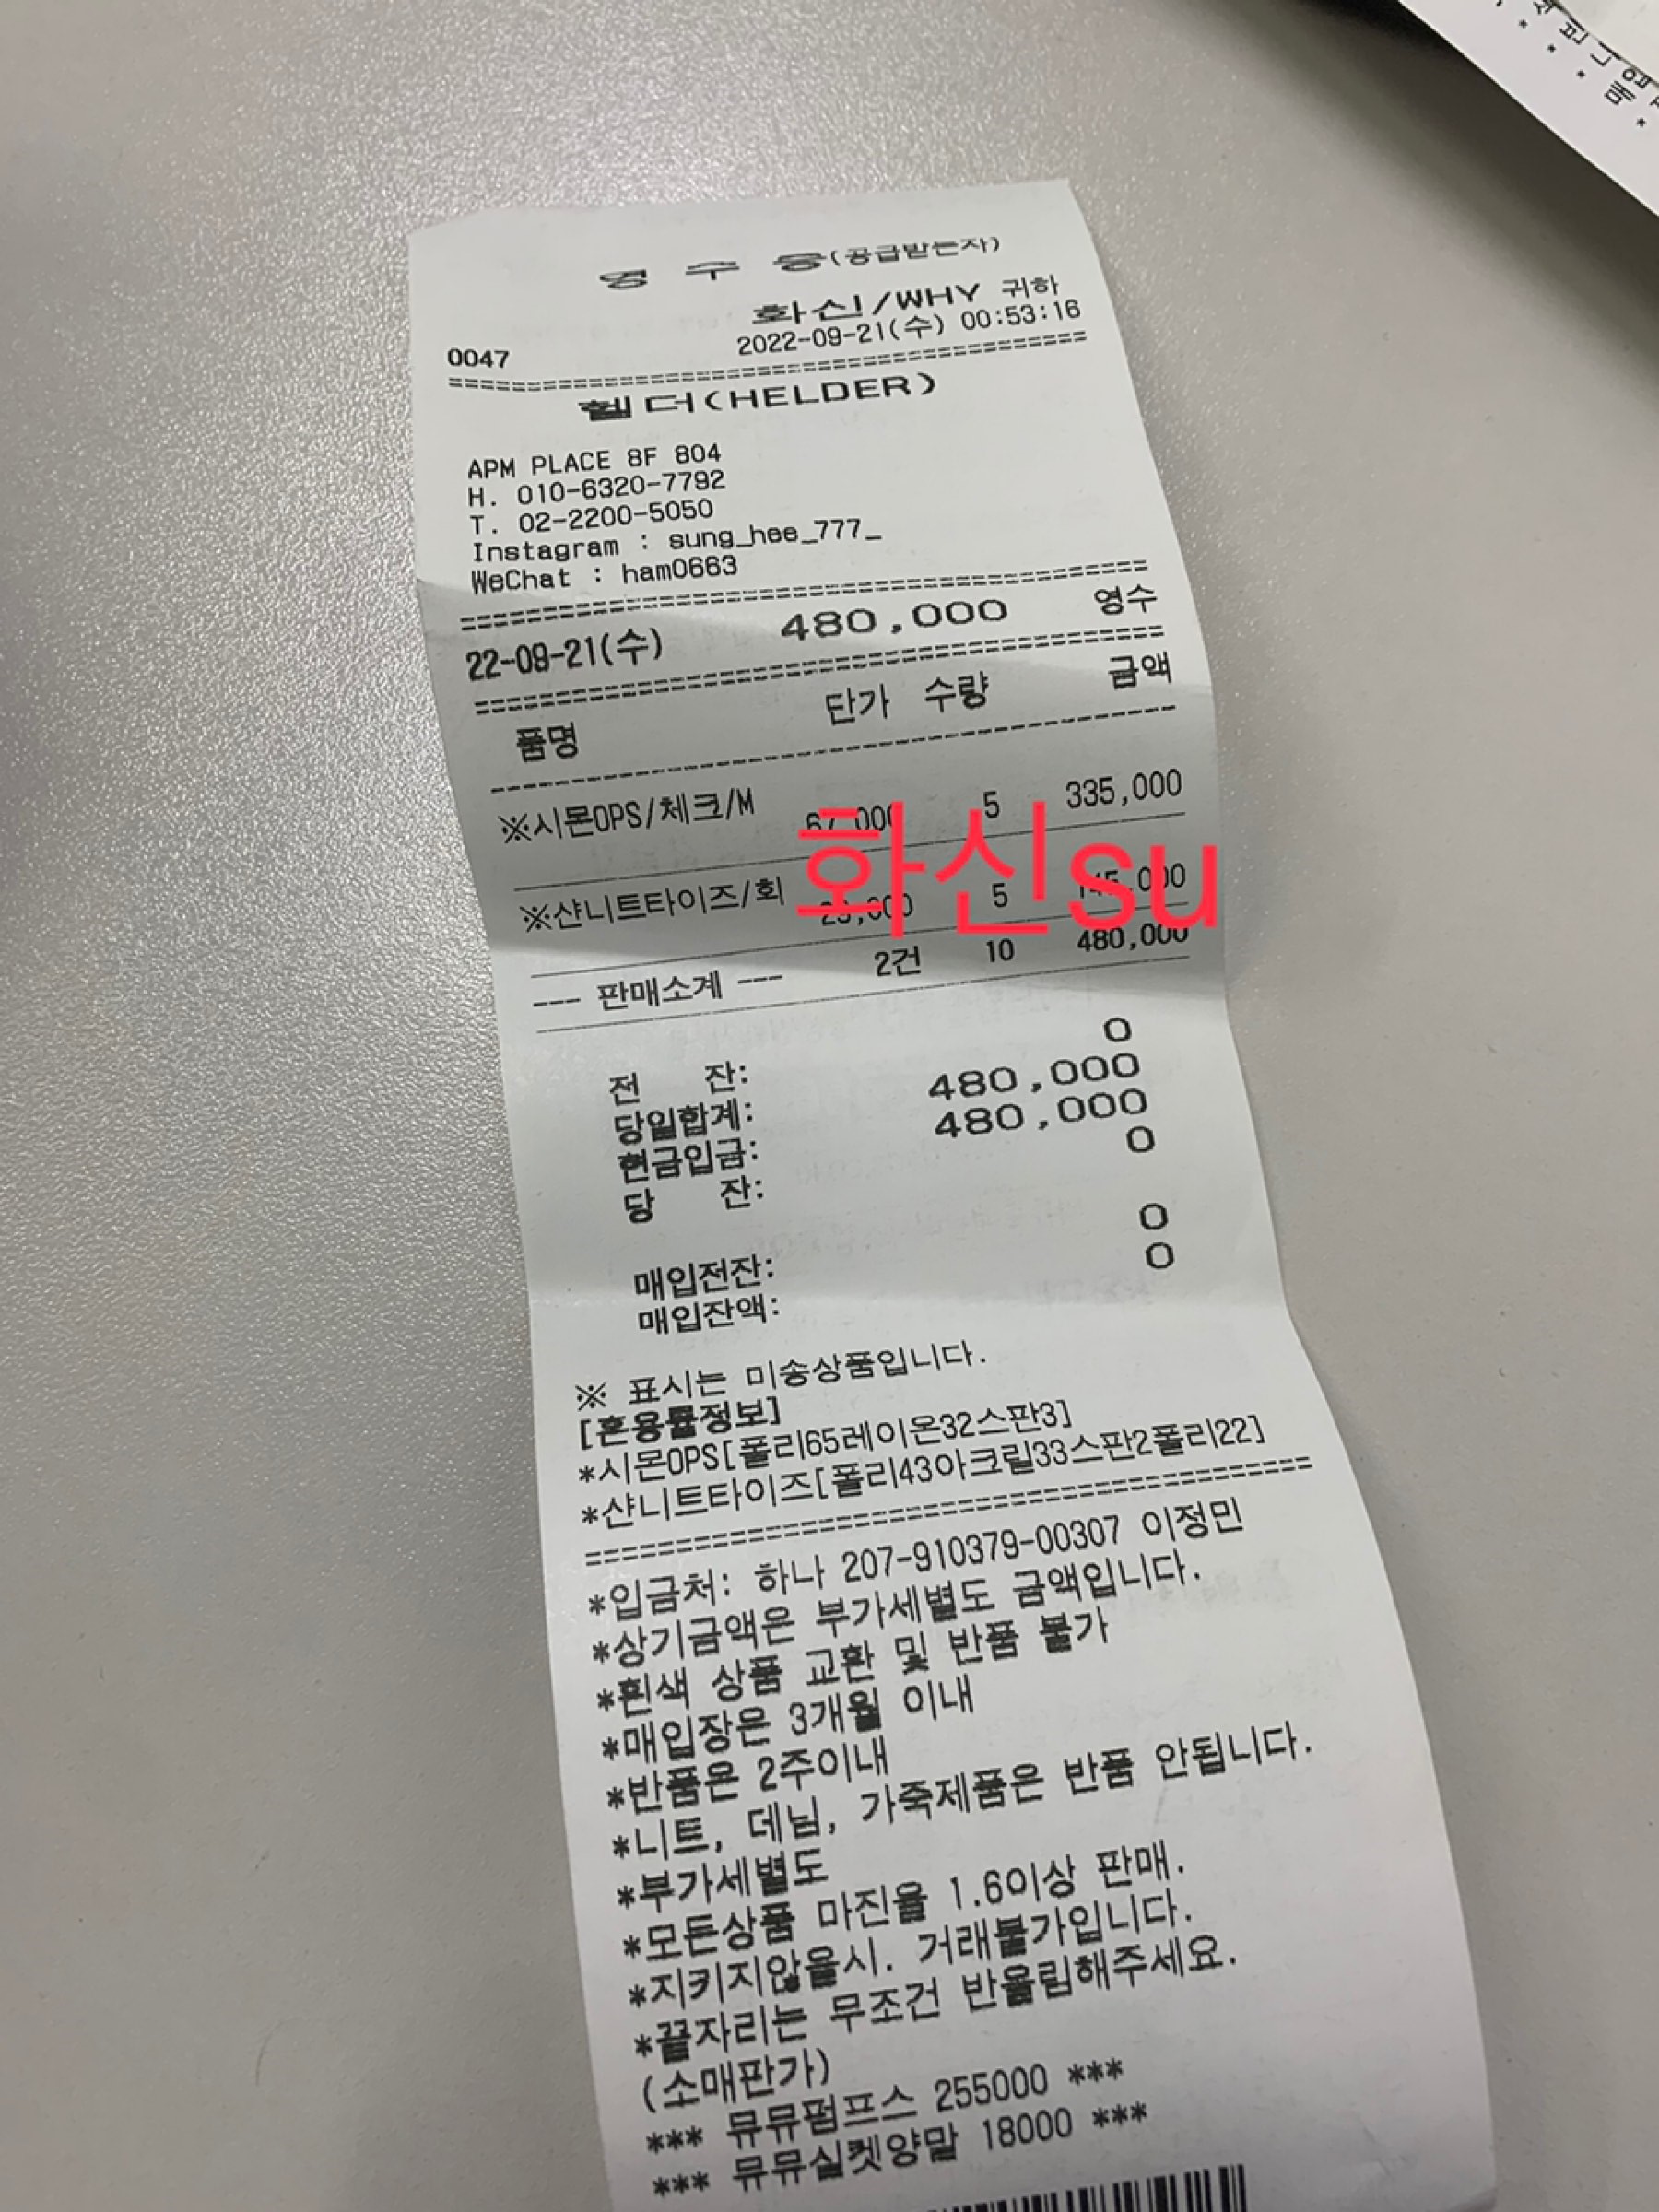 영 수 증(공급받는자)
화신/WHY 귀하
0047 2022-09-21(수) 00:53:16
헬더(HELDER)
APM PLACE 8F 804
H. 010-6320-7792
T. 02-2200-5050
Instagram : sung_hee_777_
WeChat : ham0663
22-09-21(수) 480,000 영수
품명 단가 수량 금액
※시몬OPS/체크/M 67,000 5 335,000
화신su
※샨니트타이즈/회 5 145,000
--- 판매소계 --- 2건 10 480,000
전 잔: 0
당일합계: 480,000
현금입금: 480,000
당 잔: 0
매입전잔: 0
매입잔액: 0
※ 표시는 미송상품입니다.
[혼용률정보]
*시몬OPS[폴리65레이온32스판3]
*샨니트타이즈[폴리43아크릴33스판2폴리22]
*입금처: 하나 207-910379-00307 이정민
*상기금액은 부가세별도 금액입니다.
*흰색 상품 교환 및 반품 불가
*매입장은 3개월 이내
*반품은 2주이내
*니트, 데님, 가죽제품은 반품 안됩니다.
*부가세별도
*모든상품 마진율 1.6이상 판매.
*지키지않을시. 거래불가입니다.
*끝자리는 무조건 반올림해주세요.
(소매판가)
*** 뮤뮤펌프스 255000 ***
*** 뮤뮤실켓양말 18000 ***